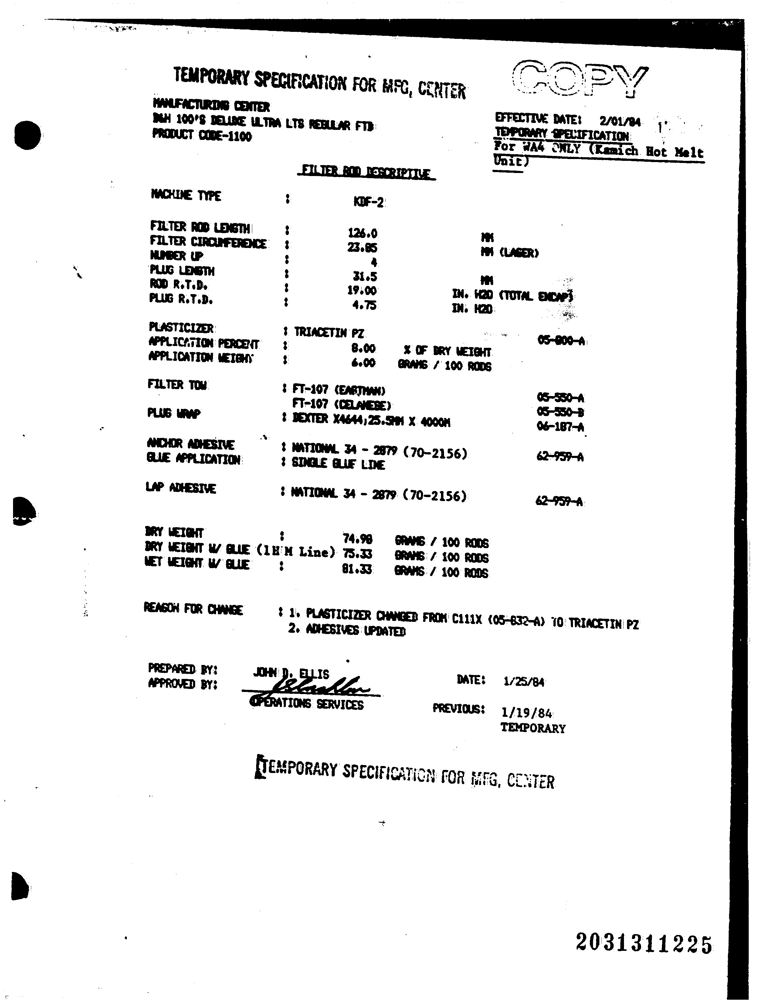 TEMPORARY SPECIFICATION FOR MFG, CENTER
COPY
MANUFACTURING CENTER
B&H 100'S DELUXE ULTRA LTS REGULAR FTB
PRODUCT CODE-1100
EFFECTIVE DATE: 2/01/84
TEMPORARY SPECIFICATION
For WA4 ONLY (Kamich Hot Melt
Unit)
FILTER ROD DESCRIPTIVE
MACHINE TYPE : KDF-2
FILTER ROD LENGTH : 126.0 MM
FILTER CIRCUMFERENCE : 23.85 MM (LASER)
NUMBER UP : 4
PLUG LENGTH : 31.5 MM
ROD R.T.D. : 19.00 IN. H2O (TOTAL ENCAP)
PLUG R.T.D. : 4.75 IN. H2O
PLASTICIZER : TRIACETIN PZ 05-800-A
APPLICATION PERCENT : 8.00 % OF DRY WEIGHT
APPLICATION WEIGHT : 6.00 GRAMS / 100 RODS
FILTER TOW : FT-107 (EASTMAN) 05-550-A
FT-107 (CELANESE) 05-550-B
PLUG WRAP : DEXTER X4644;25.5MM X 4000M 06-187-A
ANCHOR ADHESIVE : NATIONAL 34 - 2879 (70-2156) 62-959-A
GLUE APPLICATION : SINGLE GLUE LINE
LAP ADHESIVE : NATIONAL 34 - 2879 (70-2156) 62-959-A
DRY WEIGHT : 74.98 GRAMS / 100 RODS
DRY WEIGHT W/ GLUE (1H M Line) 75.33 GRAMS / 100 RODS
WET WEIGHT W/ GLUE : 81.33 GRAMS / 100 RODS
REASON FOR CHANGE : 1. PLASTICIZER CHANGED FROM C111X (05-832-A) TO TRIACETIN PZ
2. ADHESIVES UPDATED
PREPARED BY: JOHN D. ELLIS DATE: 1/25/84
APPROVED BY:
OPERATIONS SERVICES PREVIOUS: 1/19/84
TEMPORARY
TEMPORARY SPECIFICATION FOR MFG, CENTER
2031311225